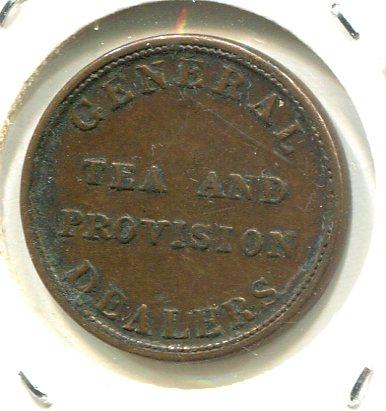 GENERAL
TEA AND
PROVISION
DEALERS